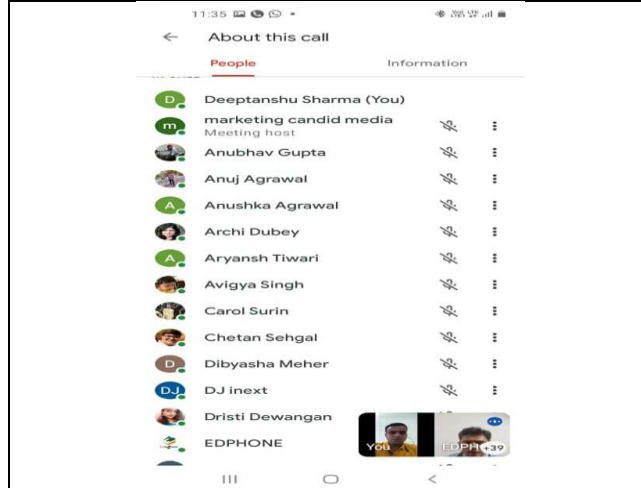 11:35
About this call
People
Information
D
Deeptanshu Sharma (You)
m
marketing candid media
Meeting host
Anubhav Gupta
Anuj Agrawal
A
Anushka Agrawal
Archi Dubey
A
Aryansh Tiwari
Avigya Singh
Carol Surin
Chetan Sehgal
D
Dibyasha Meher
DJ
DJ inext
Dristi Dewangan
EDPHONE
You
EDPH
+39